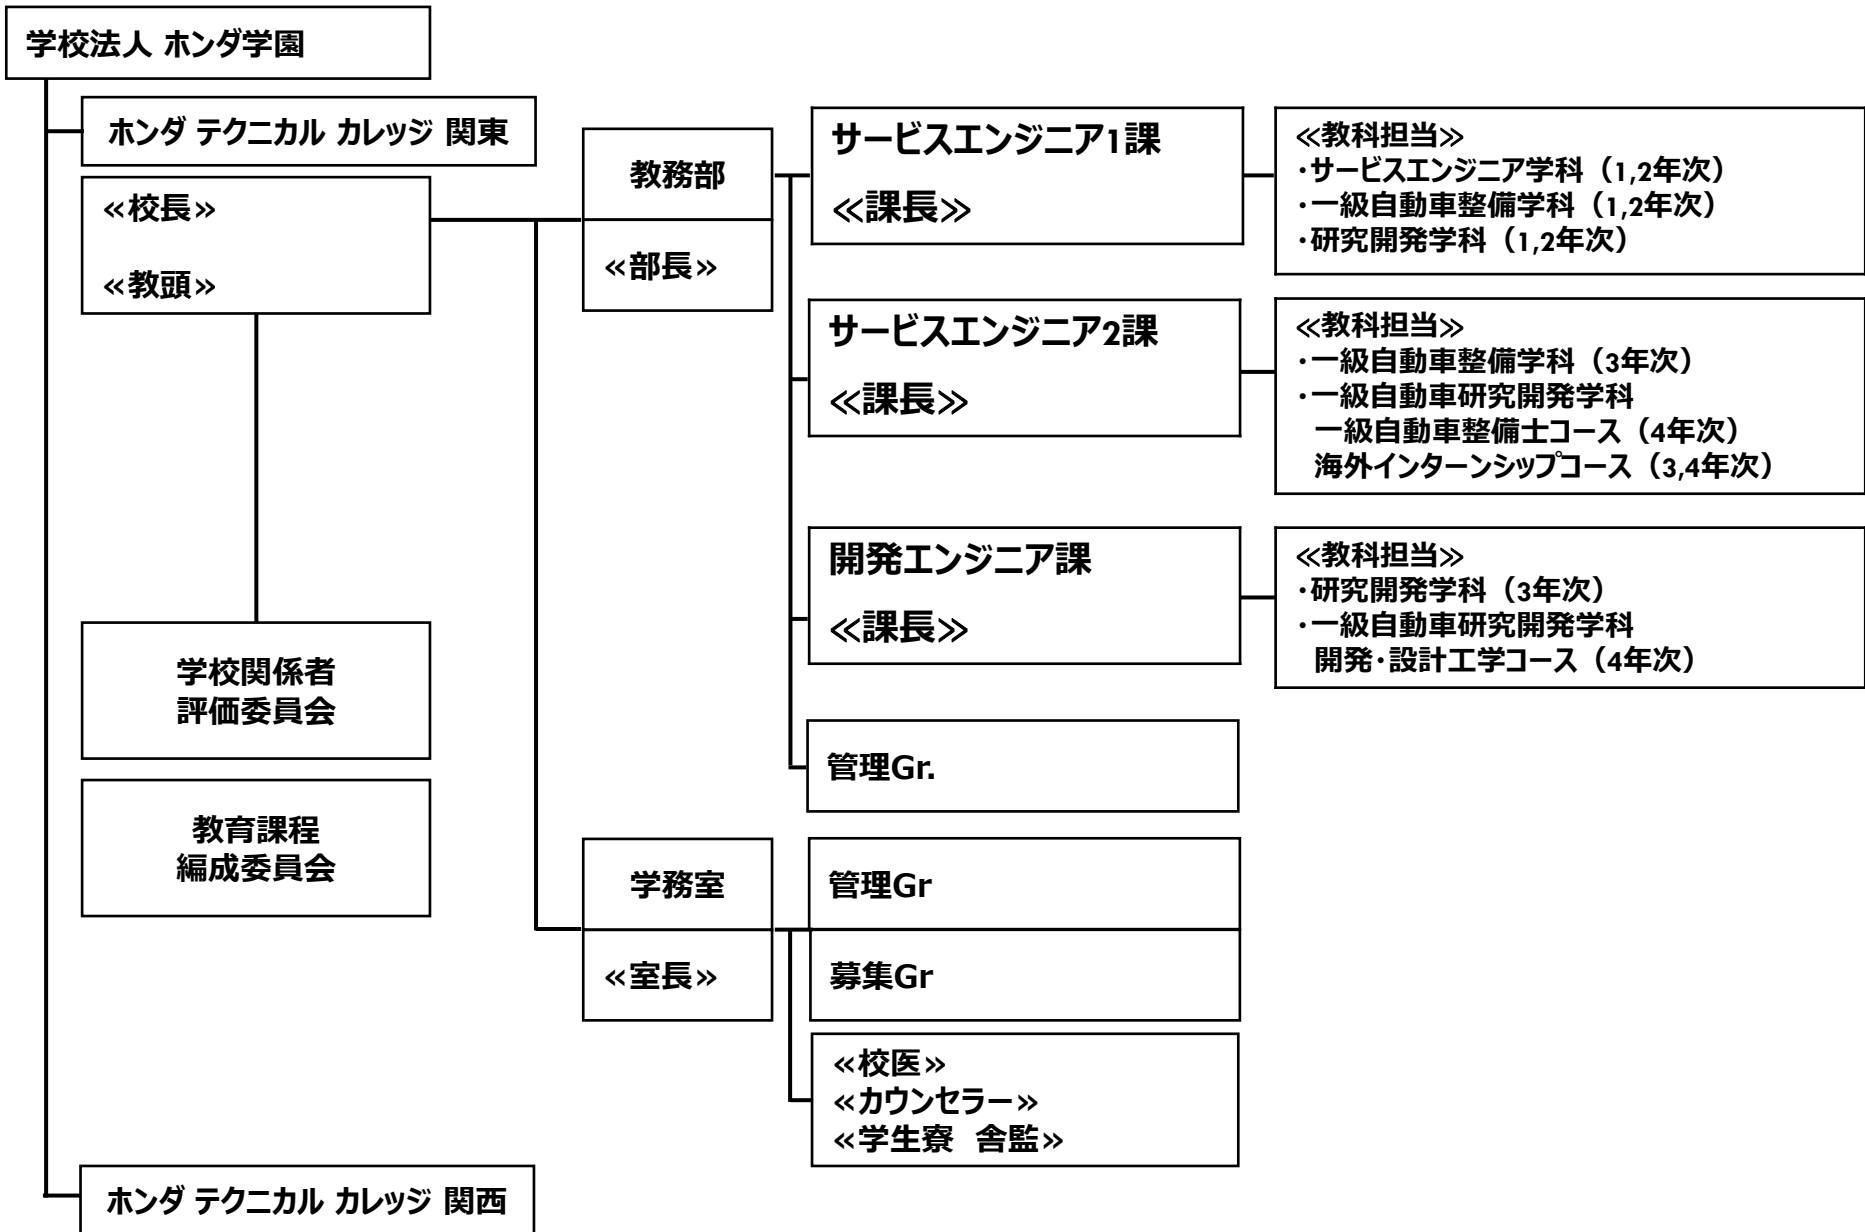 学校法人 ホンダ学園
ホンダ テクニカル カレッジ 関東
≪校長≫
≪教頭≫
学校関係者
評価委員会
教育課程
編成委員会
教務部
≪部長≫
サービスエンジニア1課
≪課長≫
≪教科担当≫
・サービスエンジニア学科（1,2年次）
・一級自動車整備学科（1,2年次）
・研究開発学科（1,2年次）
サービスエンジニア2課
≪課長≫
≪教科担当≫
・一級自動車整備学科（3年次）
・一級自動車研究開発学科
一級自動車整備士コース（4年次）
海外インターンシップコース（3,4年次）
開発エンジニア課
≪課長≫
≪教科担当≫
・研究開発学科（3年次）
・一級自動車研究開発学科
開発・設計工学コース（4年次）
管理Gr.
学務室
≪室長≫
管理Gr
募集Gr
≪校医≫
≪カウンセラー≫
≪学生寮 舎監≫
ホンダ テクニカル カレッジ 関西